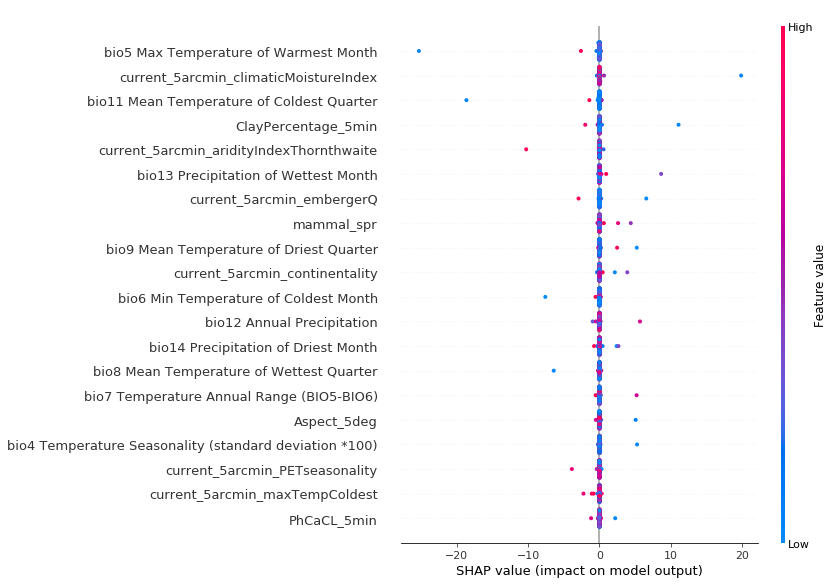 High
bio5 Max Temperature of Warmest Month
current_5arcmin_climaticMoistureIndex
bio11 Mean Temperature of Coldest Quarter
ClayPercentage_5min
current_5arcmin_aridityIndexThornthwaite
bio13 Precipitation of Wettest Month
current_5arcmin_embergerQ
mammal_spr
bio9 Mean Temperature of Driest Quarter
current_5arcmin_continentality
bio6 Min Temperature of Coldest Month
bio12 Annual Precipitation
bio14 Precipitation of Driest Month
bio8 Mean Temperature of Wettest Quarter
bio7 Temperature Annual Range (BIO5-BIO6)
Aspect_5deg
bio4 Temperature Seasonality (standard deviation *100)
current_5arcmin_PETseasonality
current_5arcmin_maxTempColdest
PhCaCL_5min
Feature value
Low
−20 −10 0 10 20
SHAP value (impact on model output)